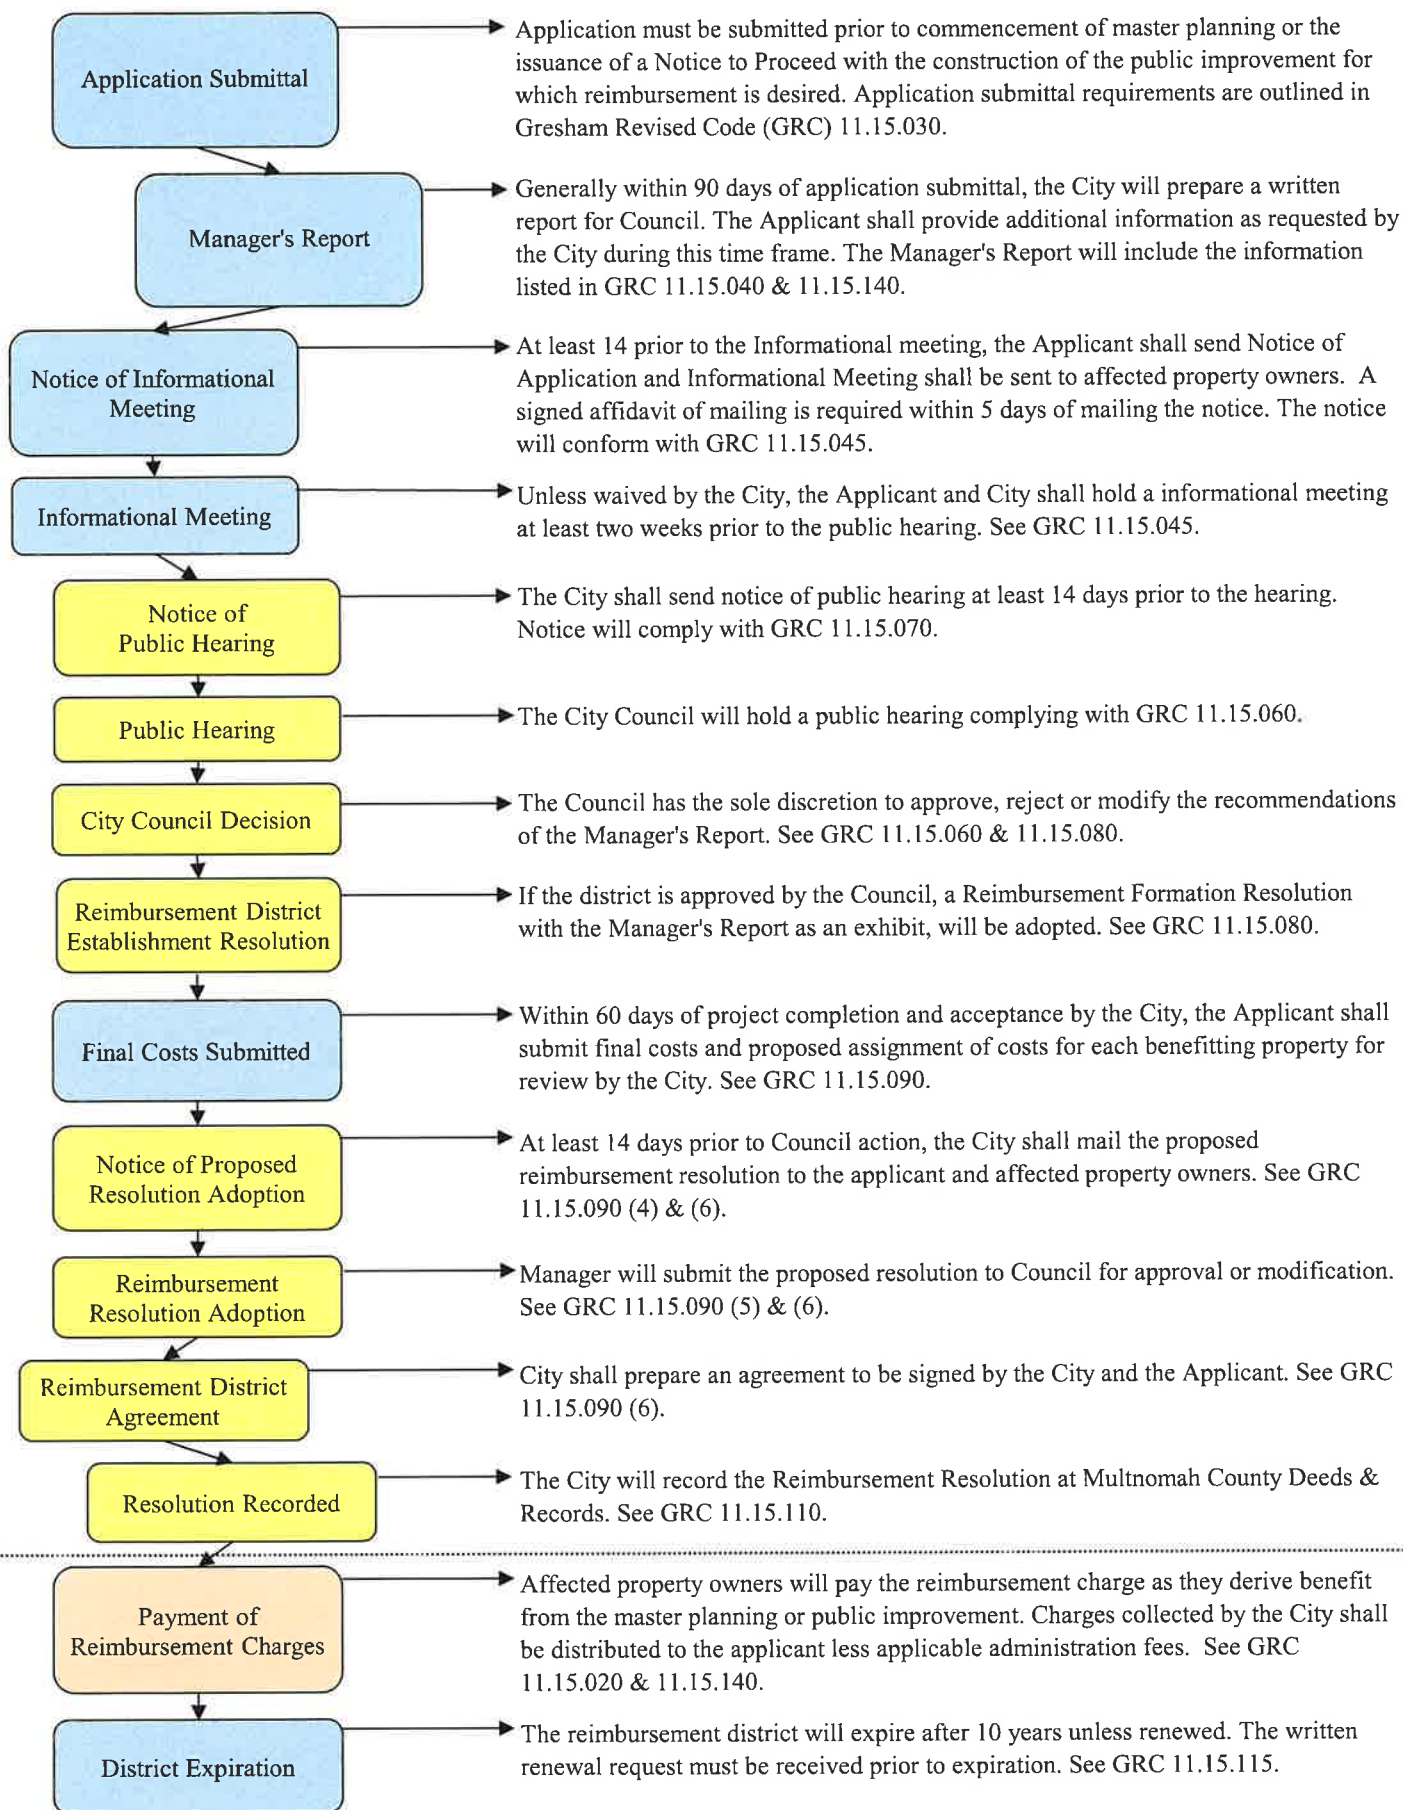 Application Submittal
Application must be submitted prior to commencement of master planning or the
issuance of a Notice to Proceed with the construction of the public improvement for
which reimbursement is desired. Application submittal requirements are outlined in
Gresham Revised Code (GRC) 11.15.030.
Manager's Report
Generally within 90 days of application submittal, the City will prepare a written
report for Council. The Applicant shall provide additional information as requested by
the City during this time frame. The Manager's Report will include the information
listed in GRC 11.15.040 & 11.15.140.
Notice of Informational
Meeting
At least 14 prior to the Informational meeting, the Applicant shall send Notice of
Application and Informational Meeting shall be sent to affected property owners.  A
signed affidavit of mailing is required within 5 days of mailing the notice. The notice
will conform with GRC 11.15.045.
Informational Meeting
Unless waived by the City, the Applicant and City shall hold a informational meeting
at least two weeks prior to the public hearing. See GRC 11.15.045.
Notice of
Public Hearing
The City shall send notice of public hearing at least 14 days prior to the hearing.
Notice will comply with GRC 11.15.070.
Public Hearing
The City Council will hold a public hearing complying with GRC 11.15.060.
City Council Decision
The Council has the sole discretion to approve, reject or modify the recommendations
of the Manager's Report. See GRC 11.15.060 & 11.15.080.
Reimbursement District
Establishment Resolution
If the district is approved by the Council, a Reimbursement Formation Resolution
with the Manager's Report as an exhibit, will be adopted. See GRC 11.15.080.
Final Costs Submitted
Within 60 days of project completion and acceptance by the City, the Applicant shall
submit final costs and proposed assignment of costs for each benefitting property for
review by the City. See GRC 11.15.090.
Notice of Proposed
Resolution Adoption
At least 14 days prior to Council action, the City shall mail the proposed
reimbursement resolution to the applicant and affected property owners. See GRC
11.15.090 (4) & (6).
Reimbursement
Resolution Adoption
Manager will submit the proposed resolution to Council for approval or modification.
See GRC 11.15.090 (5) & (6).
Reimbursement District
Agreement
City shall prepare an agreement to be signed by the City and the Applicant. See GRC
11.15.090 (6).
Resolution Recorded
The City will record the Reimbursement Resolution at Multnomah County Deeds &
Records. See GRC 11.15.110.
Payment of
Reimbursement Charges
Affected property owners will pay the reimbursement charge as they derive benefit
from the master planning or public improvement. Charges collected by the City shall
be distributed to the applicant less applicable administration fees.  See GRC
11.15.020 & 11.15.140.
District Expiration
The reimbursement district will expire after 10 years unless renewed. The written
renewal request must be received prior to expiration. See GRC 11.15.115.